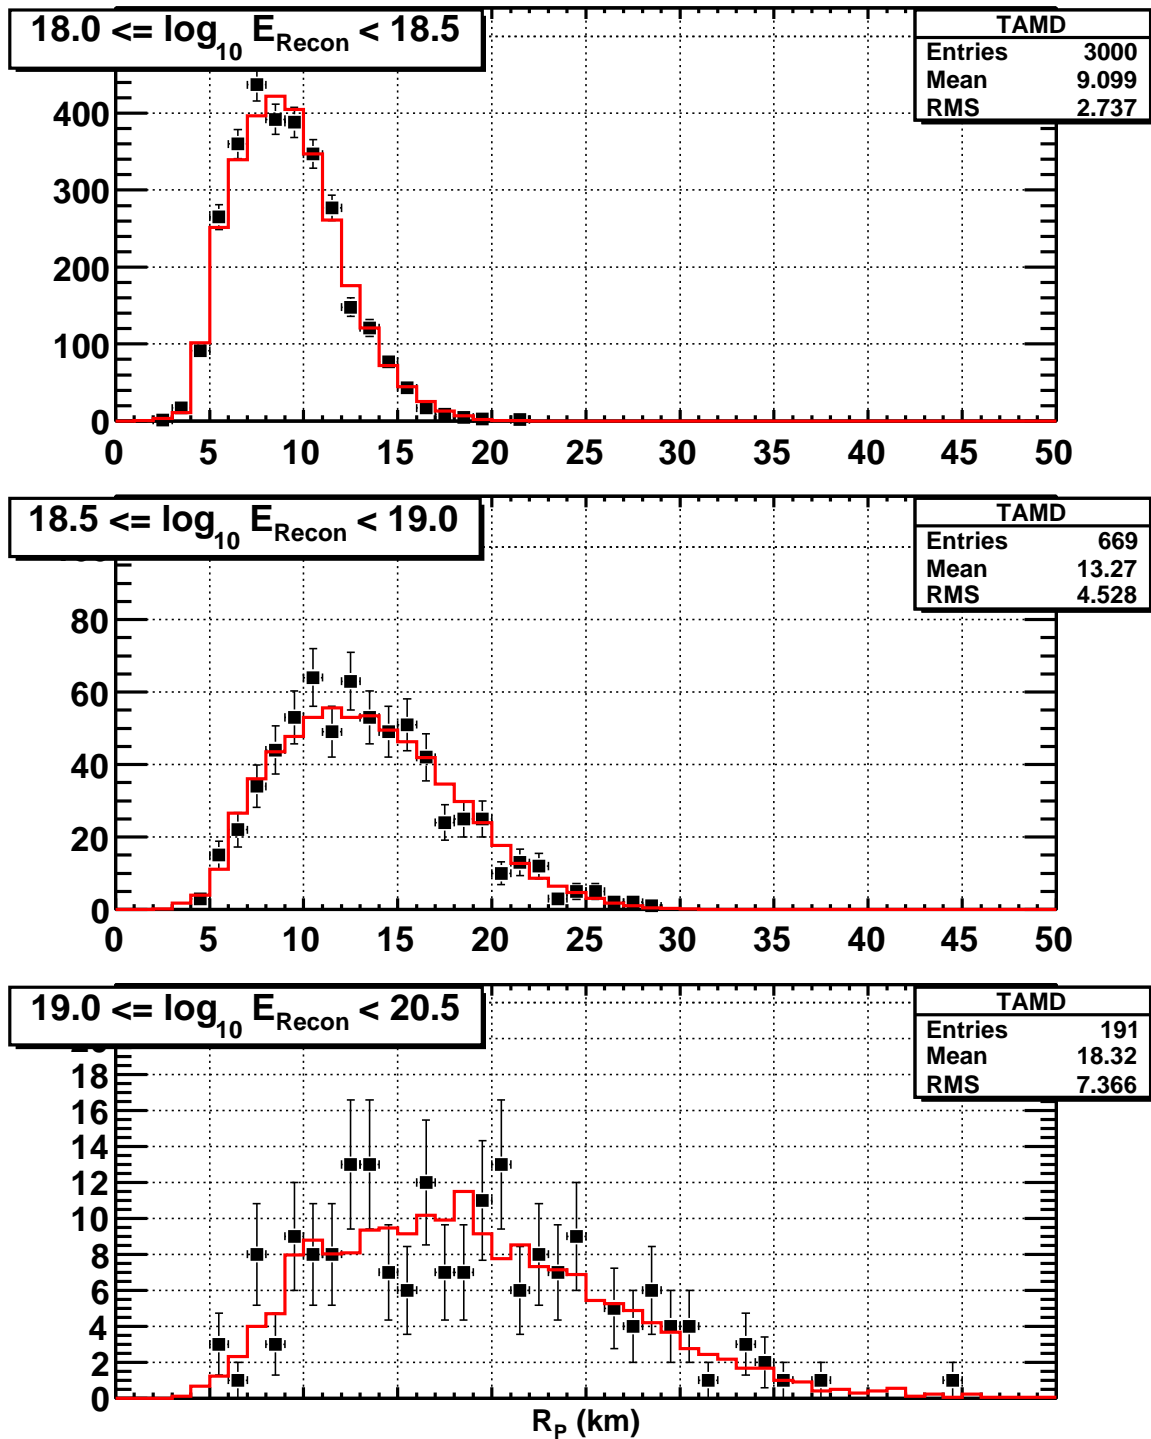 18.0 <= log10 ERecon < 18.5
TAMD
Entries 3000
Mean 9.099
RMS 2.737
400
300
200
100
0
0 5 10 15 20 25 30 35 40 45 50
18.5 <= log10 ERecon < 19.0
TAMD
Entries 669
Mean 13.27
RMS 4.528
80
60
40
20
0
0 5 10 15 20 25 30 35 40 45 50
19.0 <= log10 ERecon < 20.5
TAMD
Entries 191
Mean 18.32
RMS 7.366
18
16
14
12
10
8
6
4
2
0
RP (km)